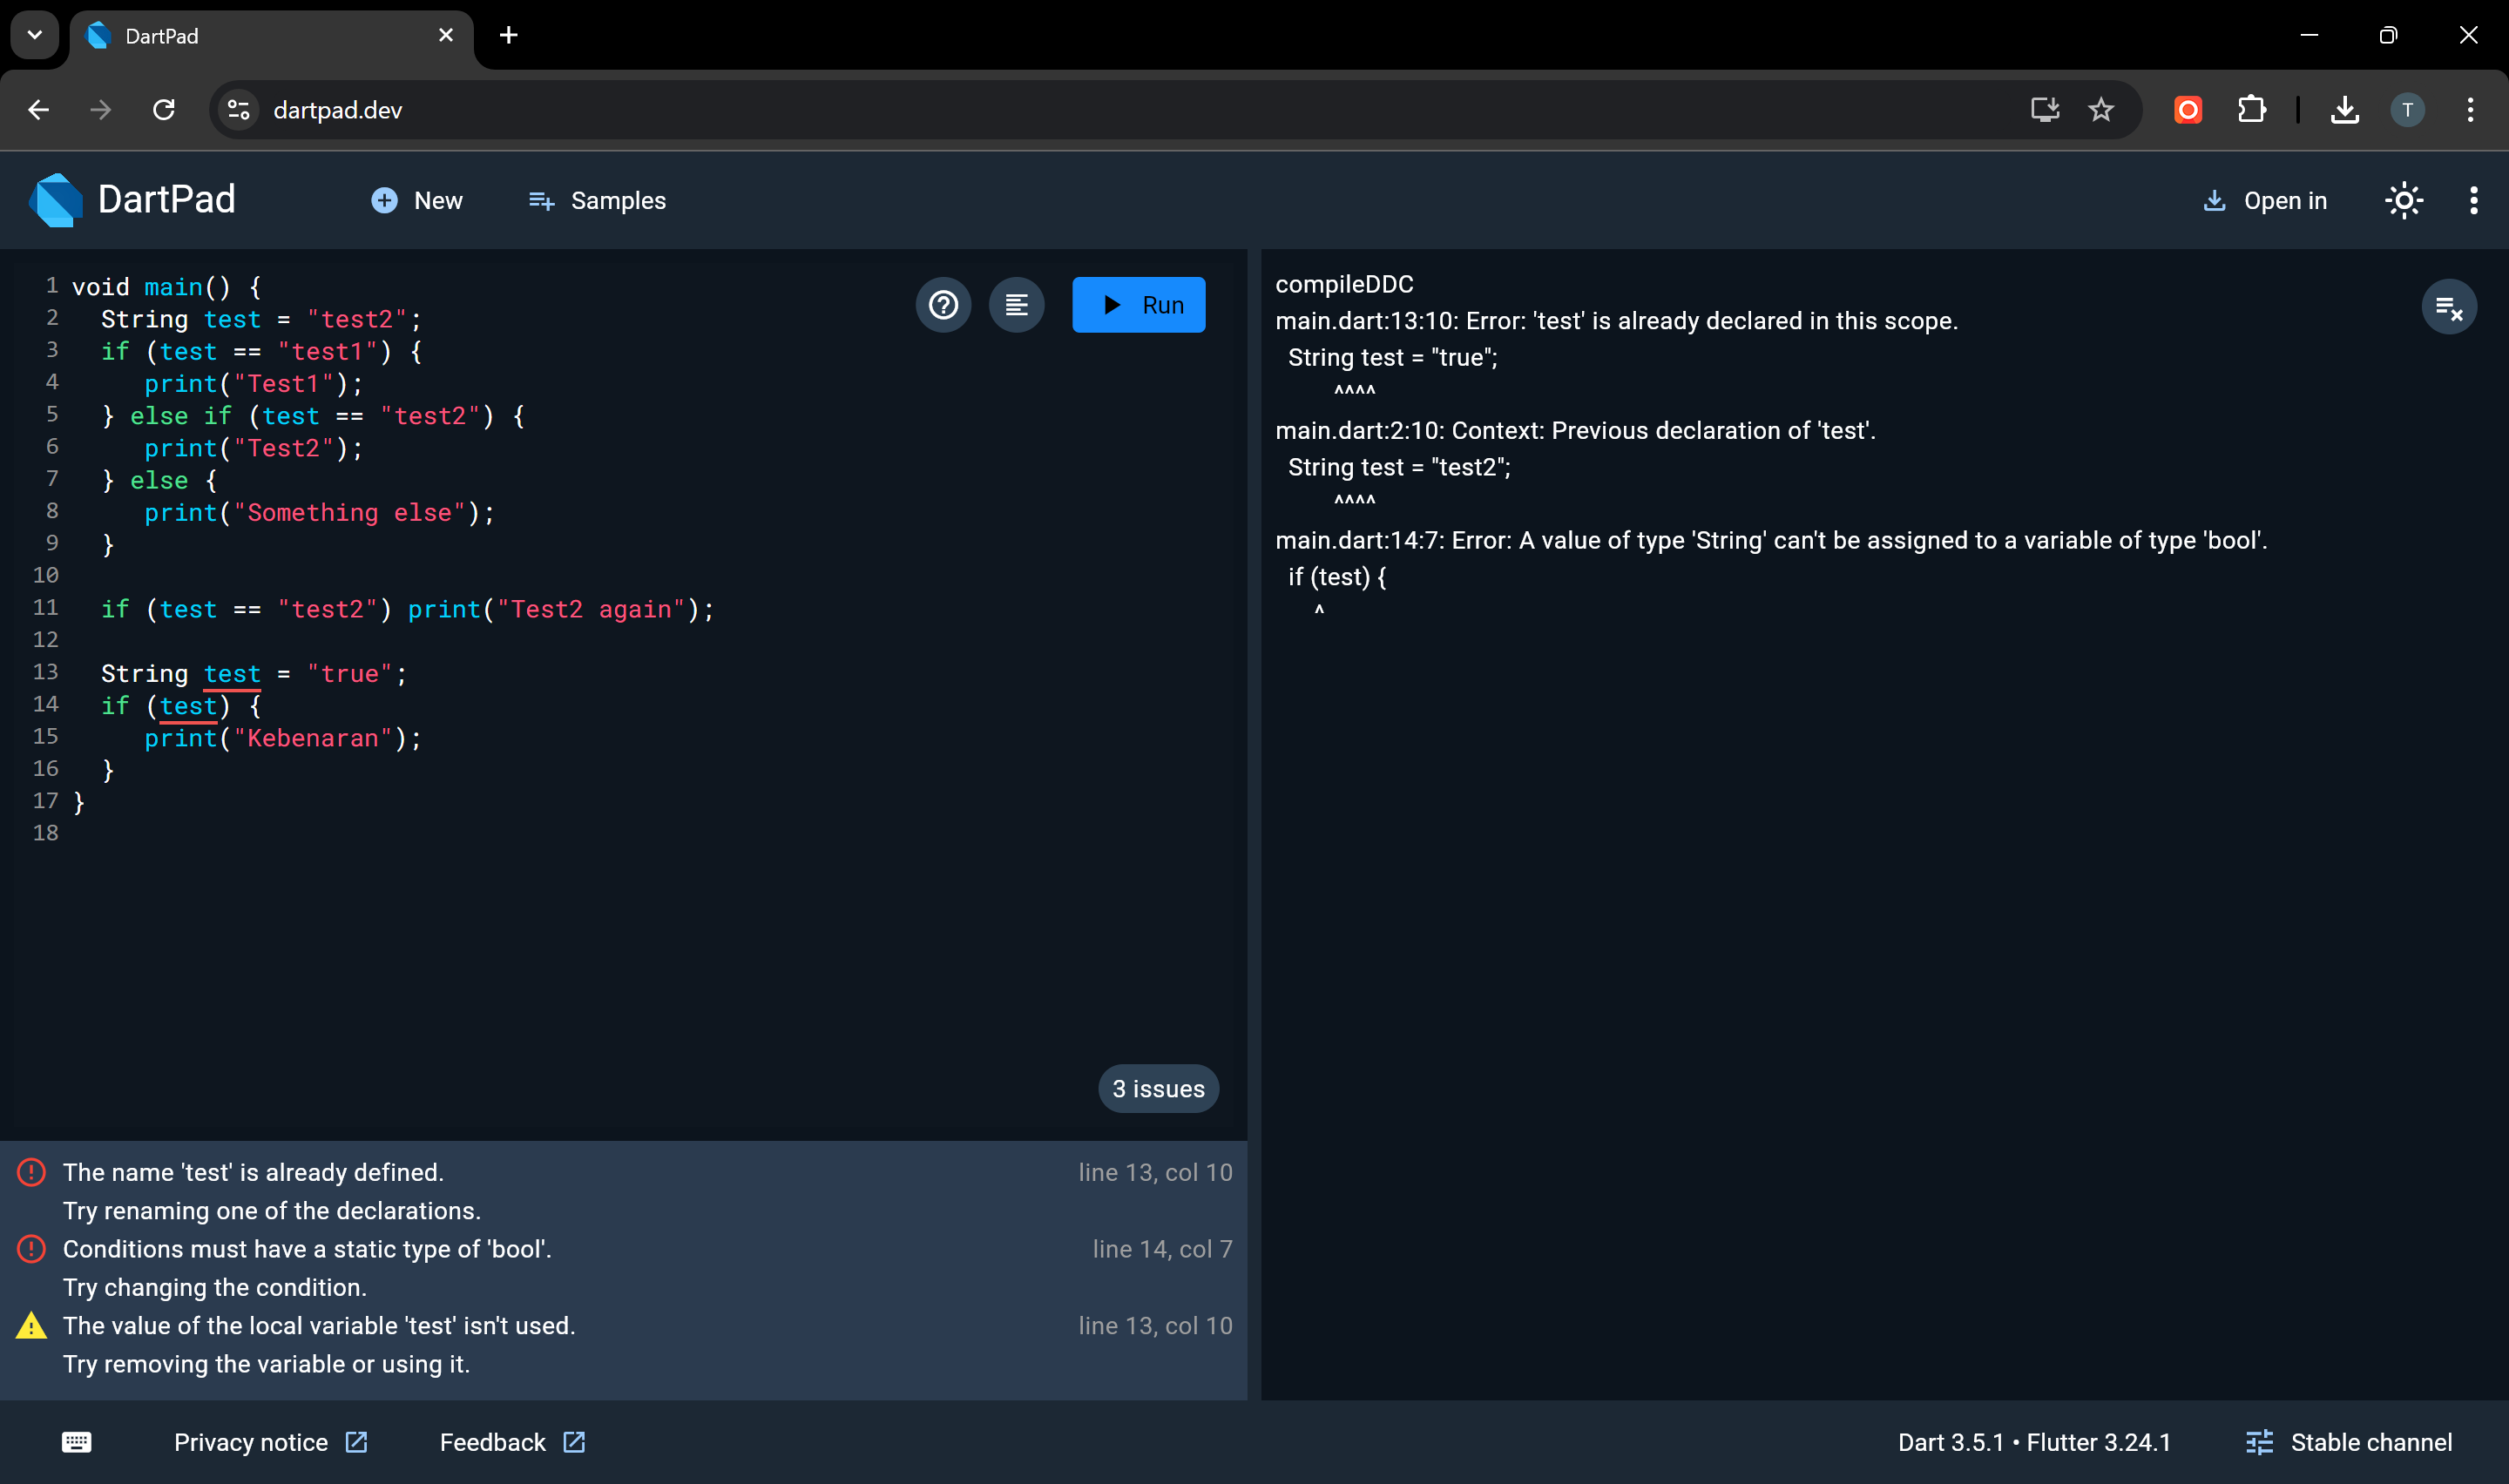 DartPad
dartpad.dev
T
DartPad
New
Samples
Open in
1 void main() {
2   String test = "test2";
3   if (test == "test1") {
4      print("Test1");
5   } else if (test == "test2") {
6      print("Test2");
7   } else {
8      print("Something else");
9   }
10
11   if (test == "test2") print("Test2 again");
12
13   String test = "true";
14   if (test) {
15      print("Kebenaran");
16   }
17 }
18
Run
3 issues
The name 'test' is already defined. line 13, col 10
Try renaming one of the declarations.
Conditions must have a static type of 'bool'. line 14, col 7
Try changing the condition.
The value of the local variable 'test' isn't used. line 13, col 10
Try removing the variable or using it.
compileDDC
main.dart:13:10: Error: 'test' is already declared in this scope.
  String test = "true";
         ^^^^
main.dart:2:10: Context: Previous declaration of 'test'.
  String test = "test2";
         ^^^^
main.dart:14:7: Error: A value of type 'String' can't be assigned to a variable of type 'bool'.
  if (test) {
      ^
Privacy notice
Feedback
Dart 3.5.1 • Flutter 3.24.1
Stable channel